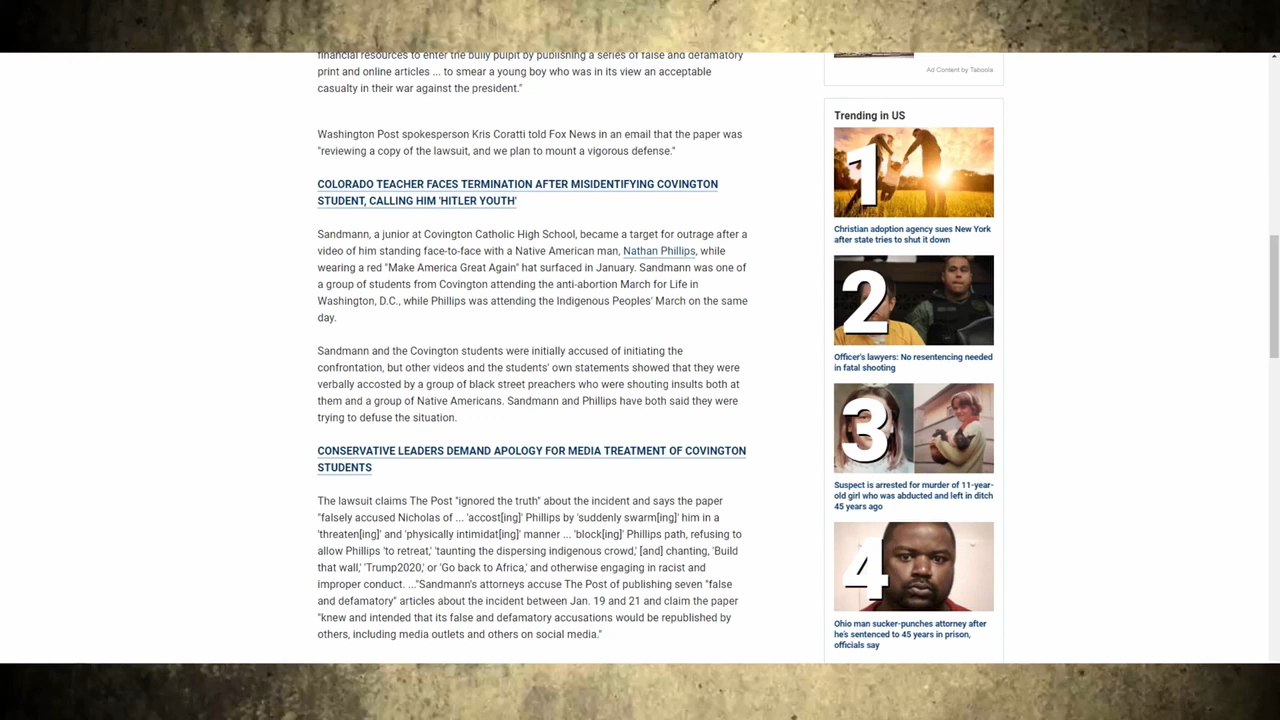 financial resources to enter the bully pulpit by publishing a series of false and defamatory
print and online articles ... to smear a young boy who was in its view an acceptable
casualty in their war against the president."
Washington Post spokesperson Kris Coratti told Fox News in an email that the paper was
"reviewing a copy of the lawsuit, and we plan to mount a vigorous defense."
COLORADO TEACHER FACES TERMINATION AFTER MISIDENTIFYING COVINGTON
STUDENT, CALLING HIM 'HITLER YOUTH'
Sandmann, a junior at Covington Catholic High School, became a target for outrage after a
video of him standing face-to-face with a Native American man, Nathan Phillips, while
wearing a red "Make America Great Again" hat surfaced in January. Sandmann was one of
a group of students from Covington attending the anti-abortion March for Life in
Washington, D.C., while Phillips was attending the Indigenous Peoples' March on the same
day.
Sandmann and the Covington students were initially accused of initiating the
confrontation, but other videos and the students' own statements showed that they were
verbally accosted by a group of black street preachers who were shouting insults both at
them and a group of Native Americans. Sandmann and Phillips have both said they were
trying to defuse the situation.
CONSERVATIVE LEADERS DEMAND APOLOGY FOR MEDIA TREATMENT OF COVINGTON
STUDENTS
The lawsuit claims The Post "ignored the truth" about the incident and says the paper
"falsely accused Nicholas of ... 'accost[ing]' Phillips by 'suddenly swarm[ing]' him in a
'threaten[ing]' and 'physically intimidat[ing]' manner ... 'block[ing]' Phillips path, refusing to
allow Phillips 'to retreat,' 'taunting the dispersing indigenous crowd,' [and] chanting, 'Build
that wall,' 'Trump2020,' or 'Go back to Africa,' and otherwise engaging in racist and
improper conduct. ..."Sandmann's attorneys accuse The Post of publishing seven "false
and defamatory" articles about the incident between Jan. 19 and 21 and claim the paper
"knew and intended that its false and defamatory accusations would be republished by
others, including media outlets and others on social media."
Ad Content by Taboola
Trending in US
1
Christian adoption agency sues New York
after state tries to shut it down
2
Officer's lawyers: No resentencing needed
in fatal shooting
3
Suspect is arrested for murder of 11-year-
old girl who was abducted and left in ditch
45 years ago
4
Ohio man sucker-punches attorney after
he's sentenced to 45 years in prison,
officials say